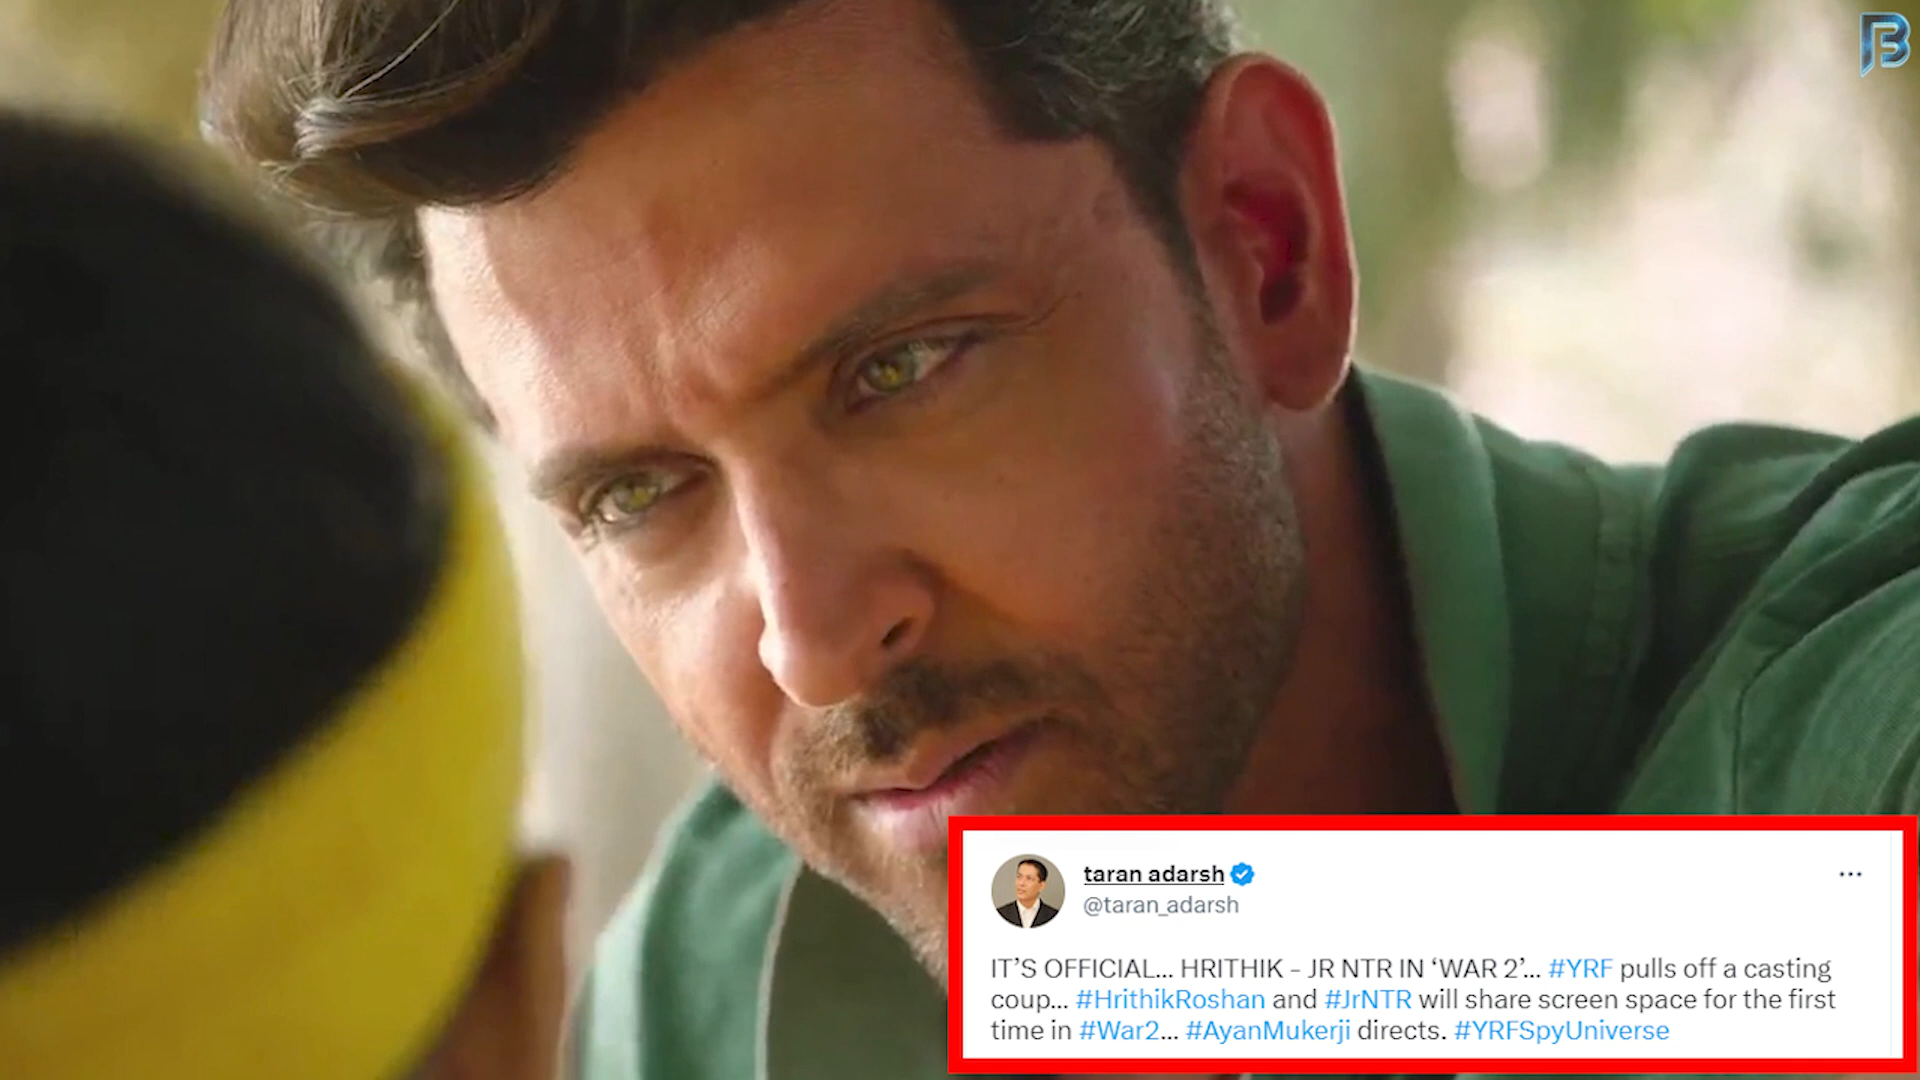 taran adarsh
@taran_adarsh
IT’S OFFICIAL... HRITHIK – JR NTR IN ‘WAR 2’... #YRF pulls off a casting
coup... #HrithikRoshan and #JrNTR will share screen space for the first
time in #War2... #AyanMukerji directs. #YRFSpyUniverse